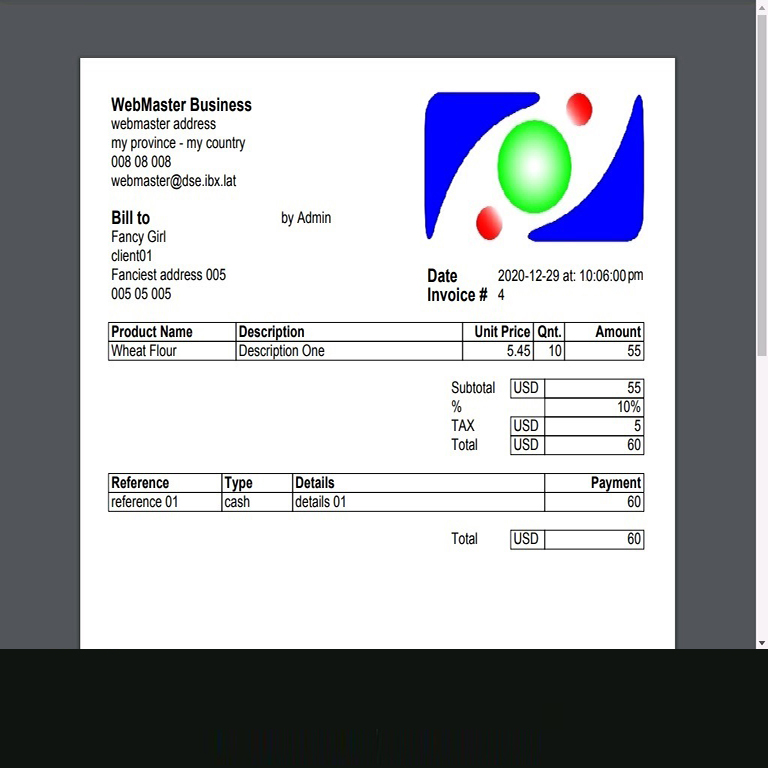 WebMaster Business
webmaster address
my province - my country
008 08 008
webmaster@dse.ibx.lat
Bill to by Admin
Fancy Girl
client01
Fanciest address 005
005 05 005
Date 2020-12-29 at: 10:06:00 pm
Invoice # 4
Product Name Description Unit Price Qnt. Amount
Wheat Flour Description One 5.45 10 55
Subtotal USD 55
% 10%
TAX USD 5
Total USD 60
Reference Type Details Payment
reference 01 cash details 01 60
Total USD 60